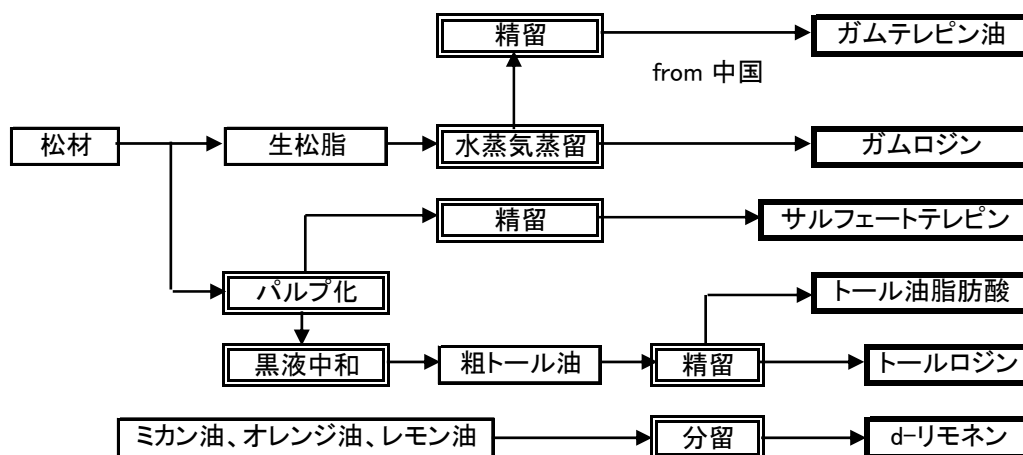 精留
ガムテレピン油
from 中国
松材
生松脂
水蒸気蒸留
ガムロジン
精留
サルフェートテレピン
パルプ化
トール油脂肪酸
黒液中和
粗トール油
精留
トールロジン
ミカン油、オレンジ油、レモン油
分留
d-リモネン